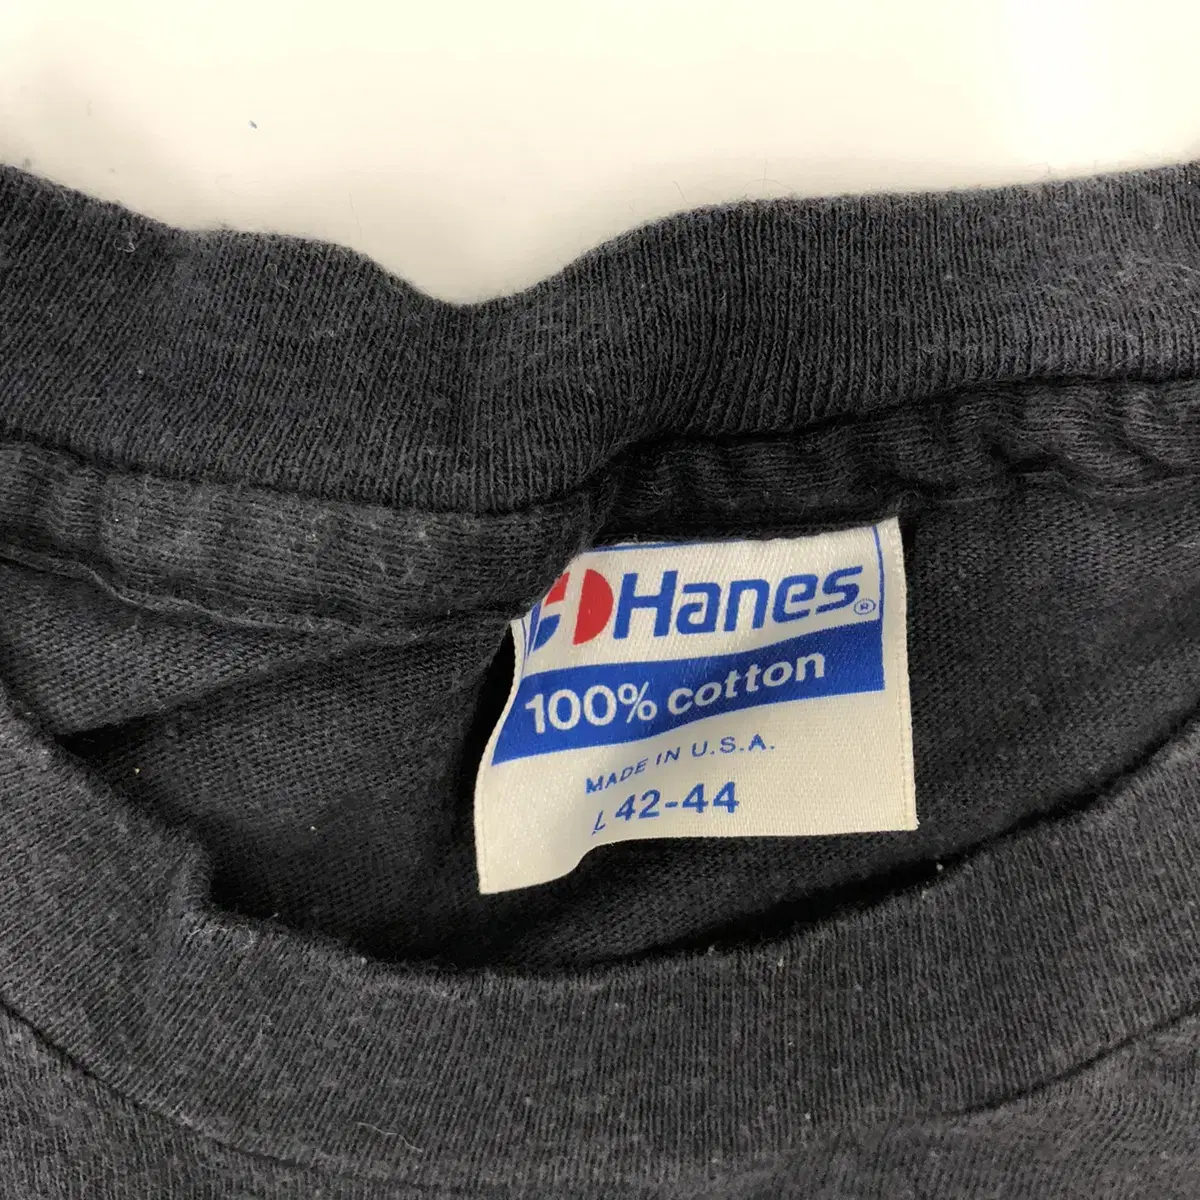 Hanes®
100% cotton
MADE IN U.S.A.
L 42-44